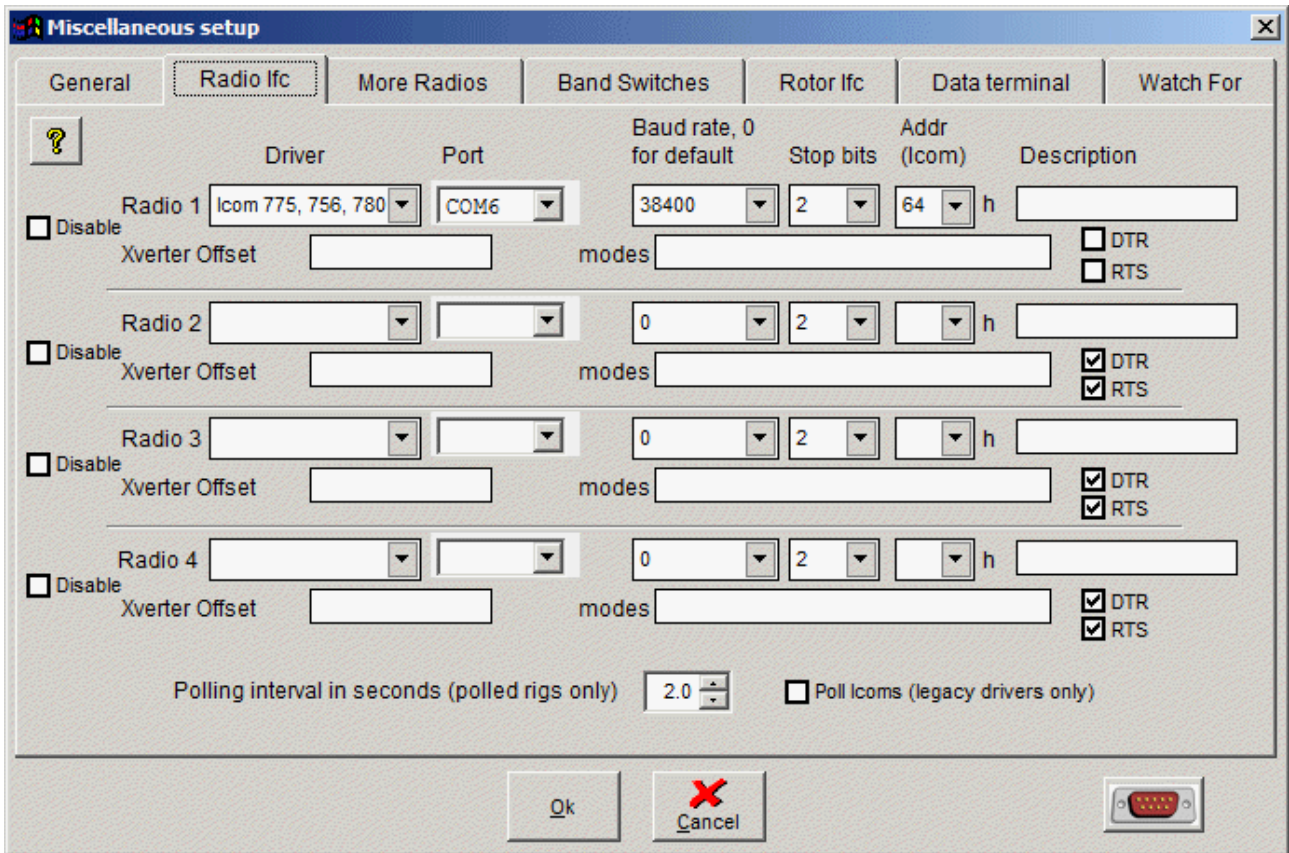 Miscellaneous setup
General Radio Ifc More Radios Band Switches Rotor Ifc Data terminal Watch For
Baud rate, 0 Addr
Driver Port for default Stop bits (Icom) Description
Radio 1 Icom 775, 756, 780 COM6 38400 2 64 h
Disable
Xverter Offset modes DTR
RTS
Radio 2 0 2 h
Disable
Xverter Offset modes DTR
RTS
Radio 3 0 2 h
Disable
Xverter Offset modes DTR
RTS
Radio 4 0 2 h
Disable
Xverter Offset modes DTR
RTS
Polling interval in seconds (polled rigs only) 2.0 Poll Icoms (legacy drivers only)
Ok Cancel